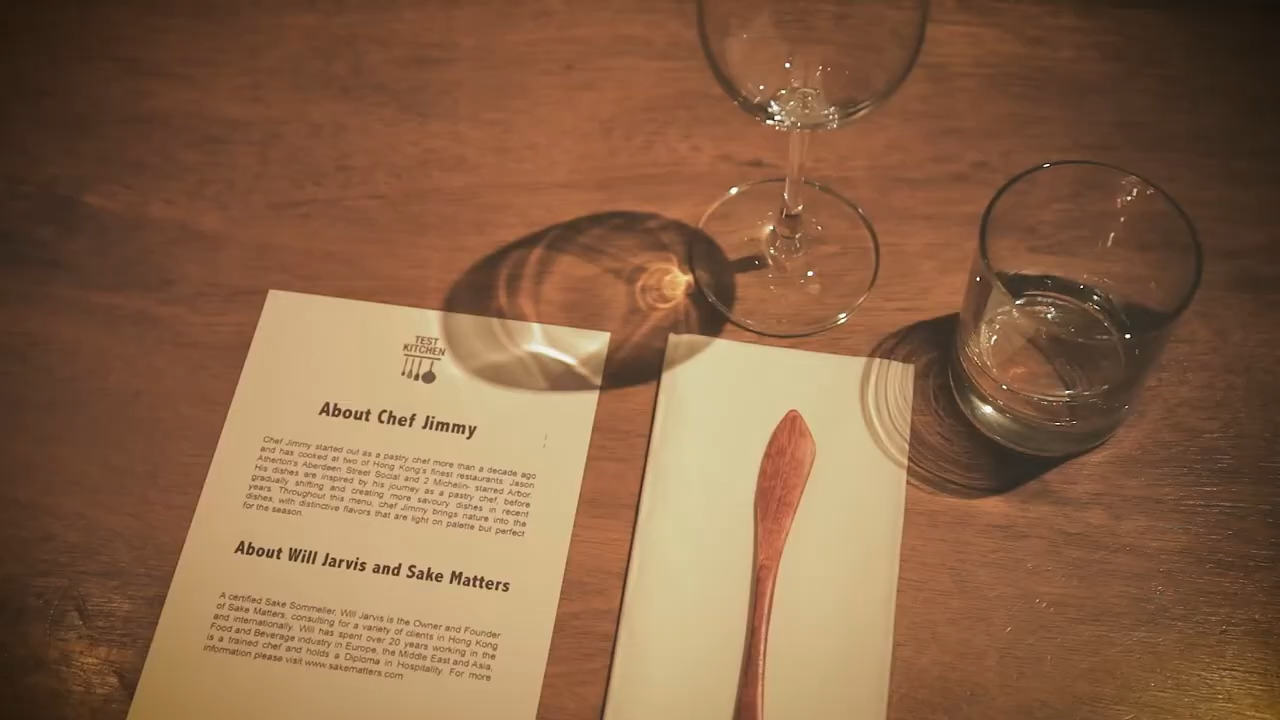 TEST
KITCHEN
About Chef Jimmy
Chef Jimmy started out as a pastry chef more than a decade ago
and has cooked at two of Hong Kong's finest restaurants: Jason
Atherton's Aberdeen Street Social and 2 Michelin- starred Arbor.
His dishes are inspired by his journey as a pastry chef, before
gradually shifting and creating more savoury dishes in recent
years. Throughout this menu, chef Jimmy brings nature into the
dishes, with distinctive flavors that are light on palette but perfect
for the season.
About Will Jarvis and Sake Matters
A certified Sake Sommelier, Will Jarvis is the Owner and Founder
of Sake Matters, consulting for a variety of clients in Hong Kong
and internationally. Will has spent over 20 years working in the
Food and Beverage industry in Europe, the Middle East and Asia,
is a trained chef and holds a Diploma in Hospitality. For more
information please visit www.sakematters.com